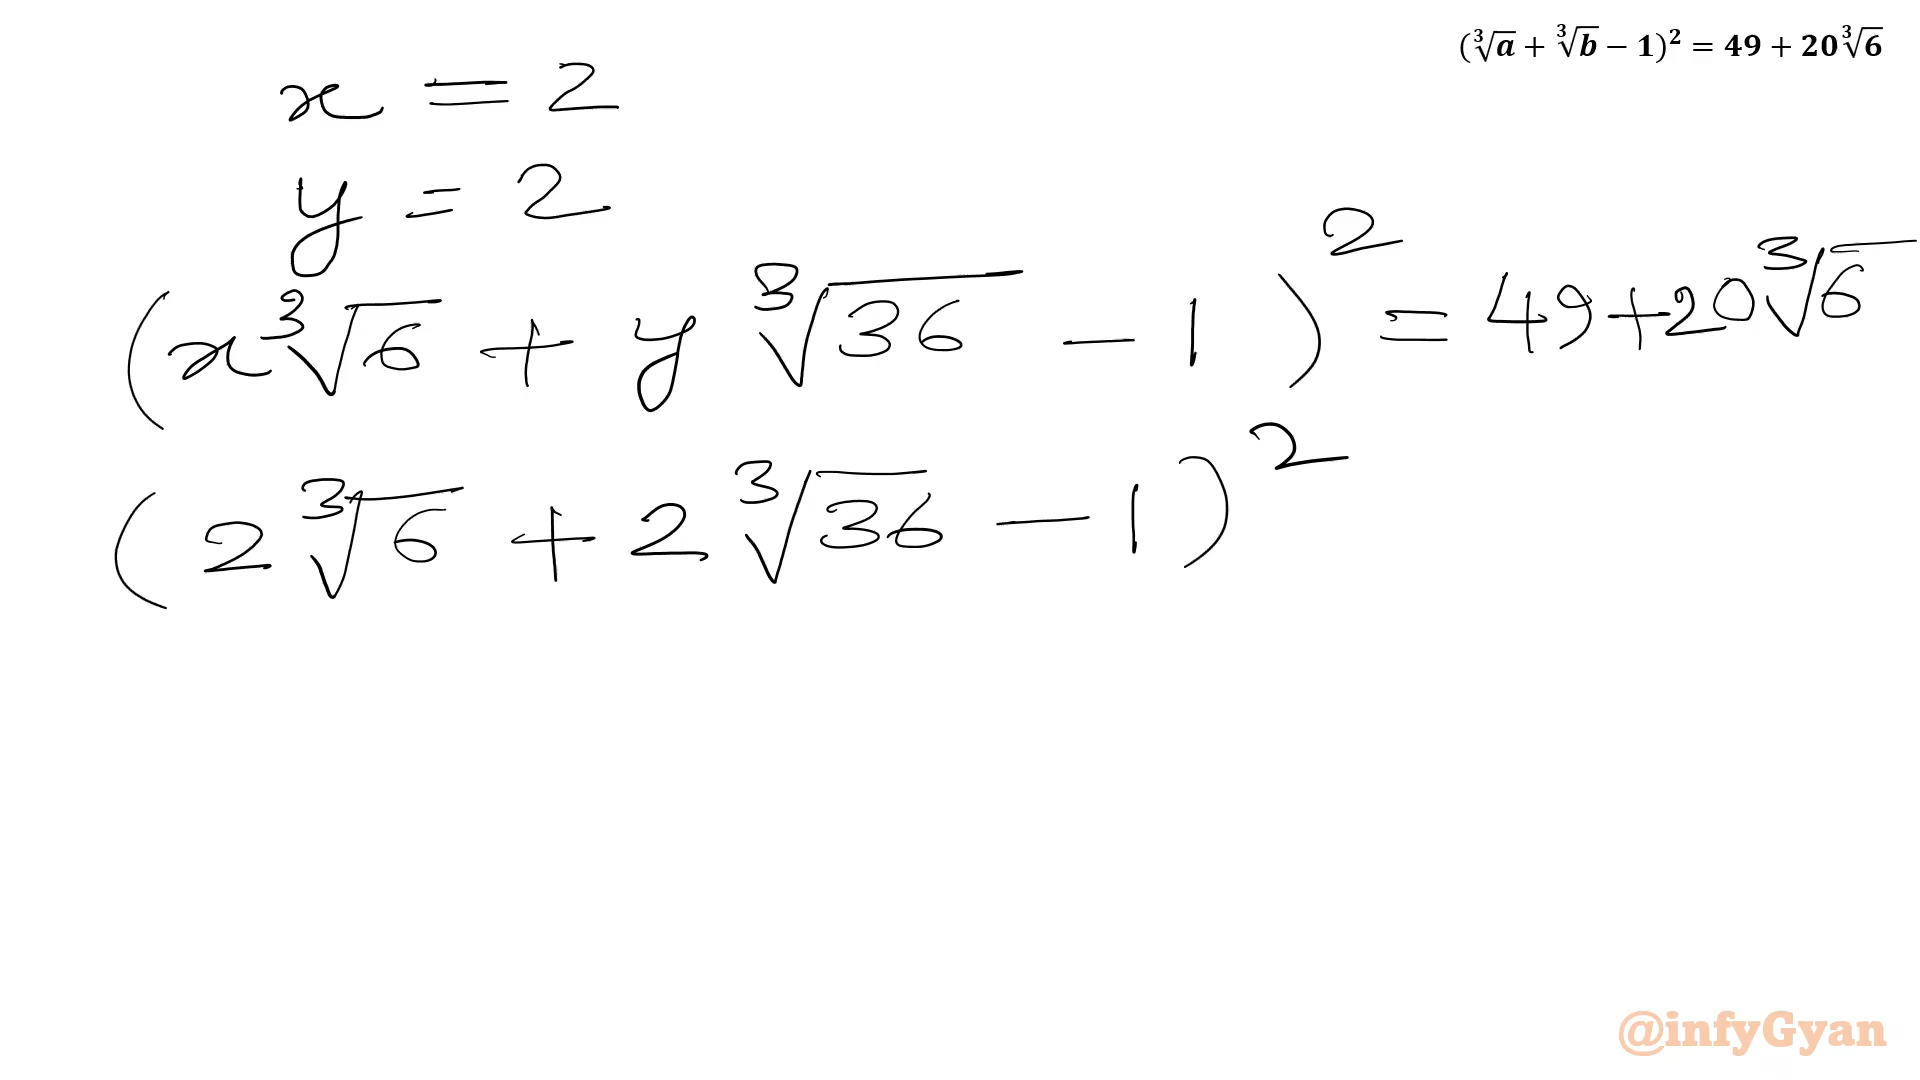 (∛a + ∛b − 1)² = 49 + 20∛6
x = 2
y = 2
(x∛6 + y∛36 − 1)² = 49+20∛6
(2∛6 + 2∛36 − 1)²
@infyGyan